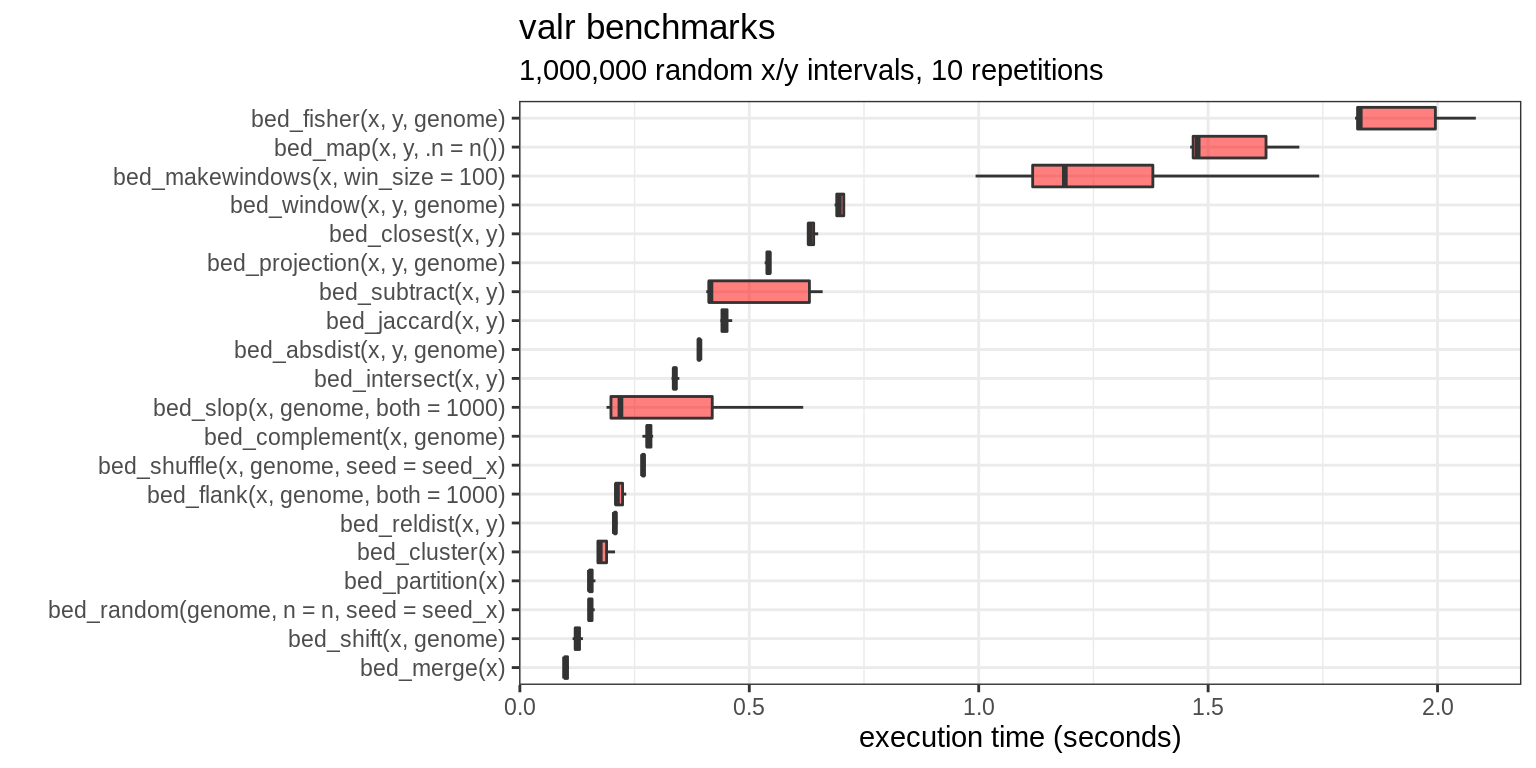 valr benchmarks
1,000,000 random x/y intervals, 10 repetitions
bed_fisher(x, y, genome)
bed_map(x, y, .n = n())
bed_makewindows(x, win_size = 100)
bed_window(x, y, genome)
bed_closest(x, y)
bed_projection(x, y, genome)
bed_subtract(x, y)
bed_jaccard(x, y)
bed_absdist(x, y, genome)
bed_intersect(x, y)
bed_slop(x, genome, both = 1000)
bed_complement(x, genome)
bed_shuffle(x, genome, seed = seed_x)
bed_flank(x, genome, both = 1000)
bed_reldist(x, y)
bed_cluster(x)
bed_partition(x)
bed_random(genome, n = n, seed = seed_x)
bed_shift(x, genome)
bed_merge(x)
0.0 0.5 1.0 1.5 2.0
execution time (seconds)